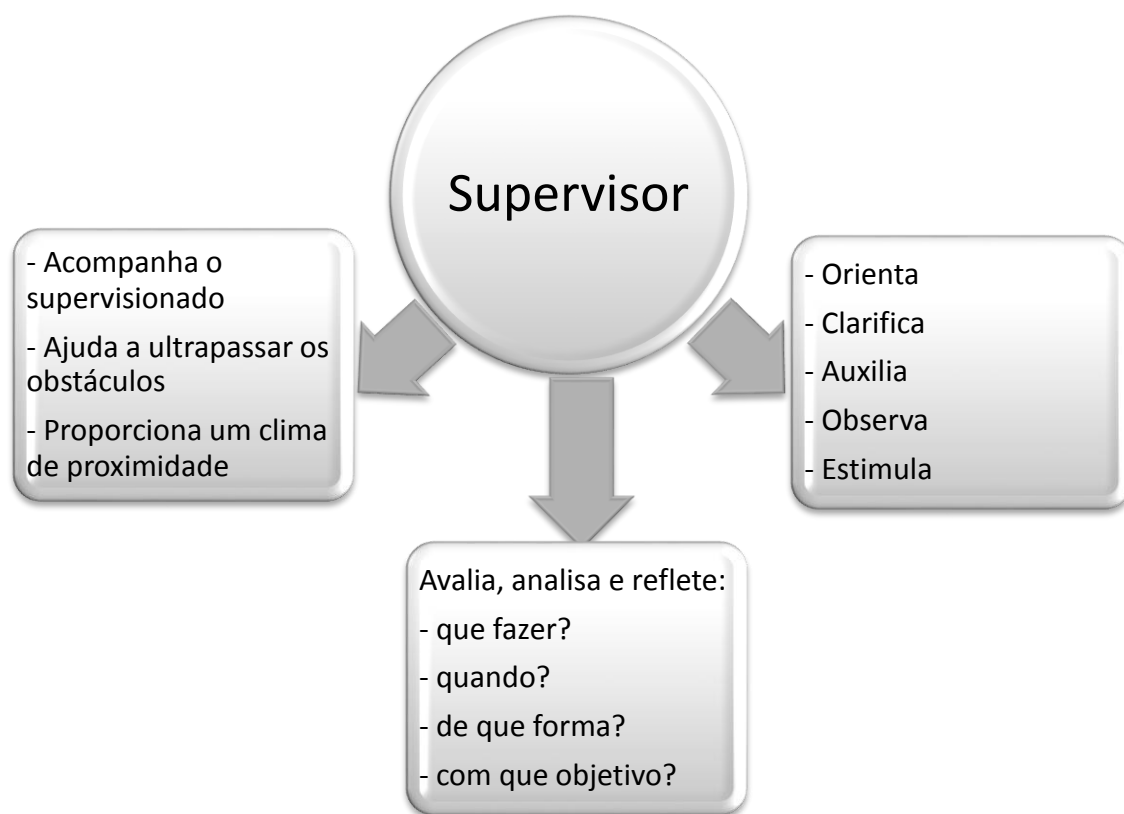 Supervisor
- Acompanha o
supervisionado
- Ajuda a ultrapassar os
obstáculos
- Proporciona um clima
de proximidade
- Orienta
- Clarifica
- Auxilia
- Observa
- Estimula
Avalia, analisa e reflete:
- que fazer?
- quando?
- de que forma?
- com que objetivo?